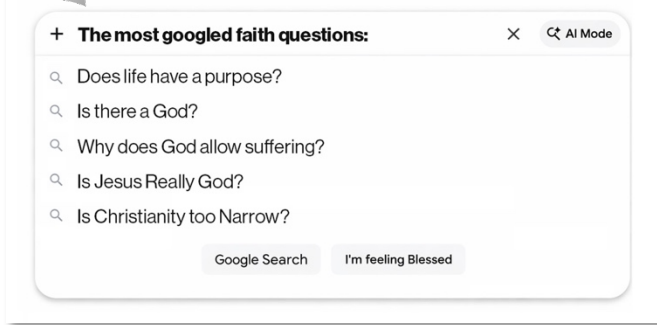 + The most googled faith questions: × AI Mode
Does life have a purpose?
Is there a God?
Why does God allow suffering?
Is Jesus Really God?
Is Christianity too Narrow?
Google Search I'm feeling Blessed